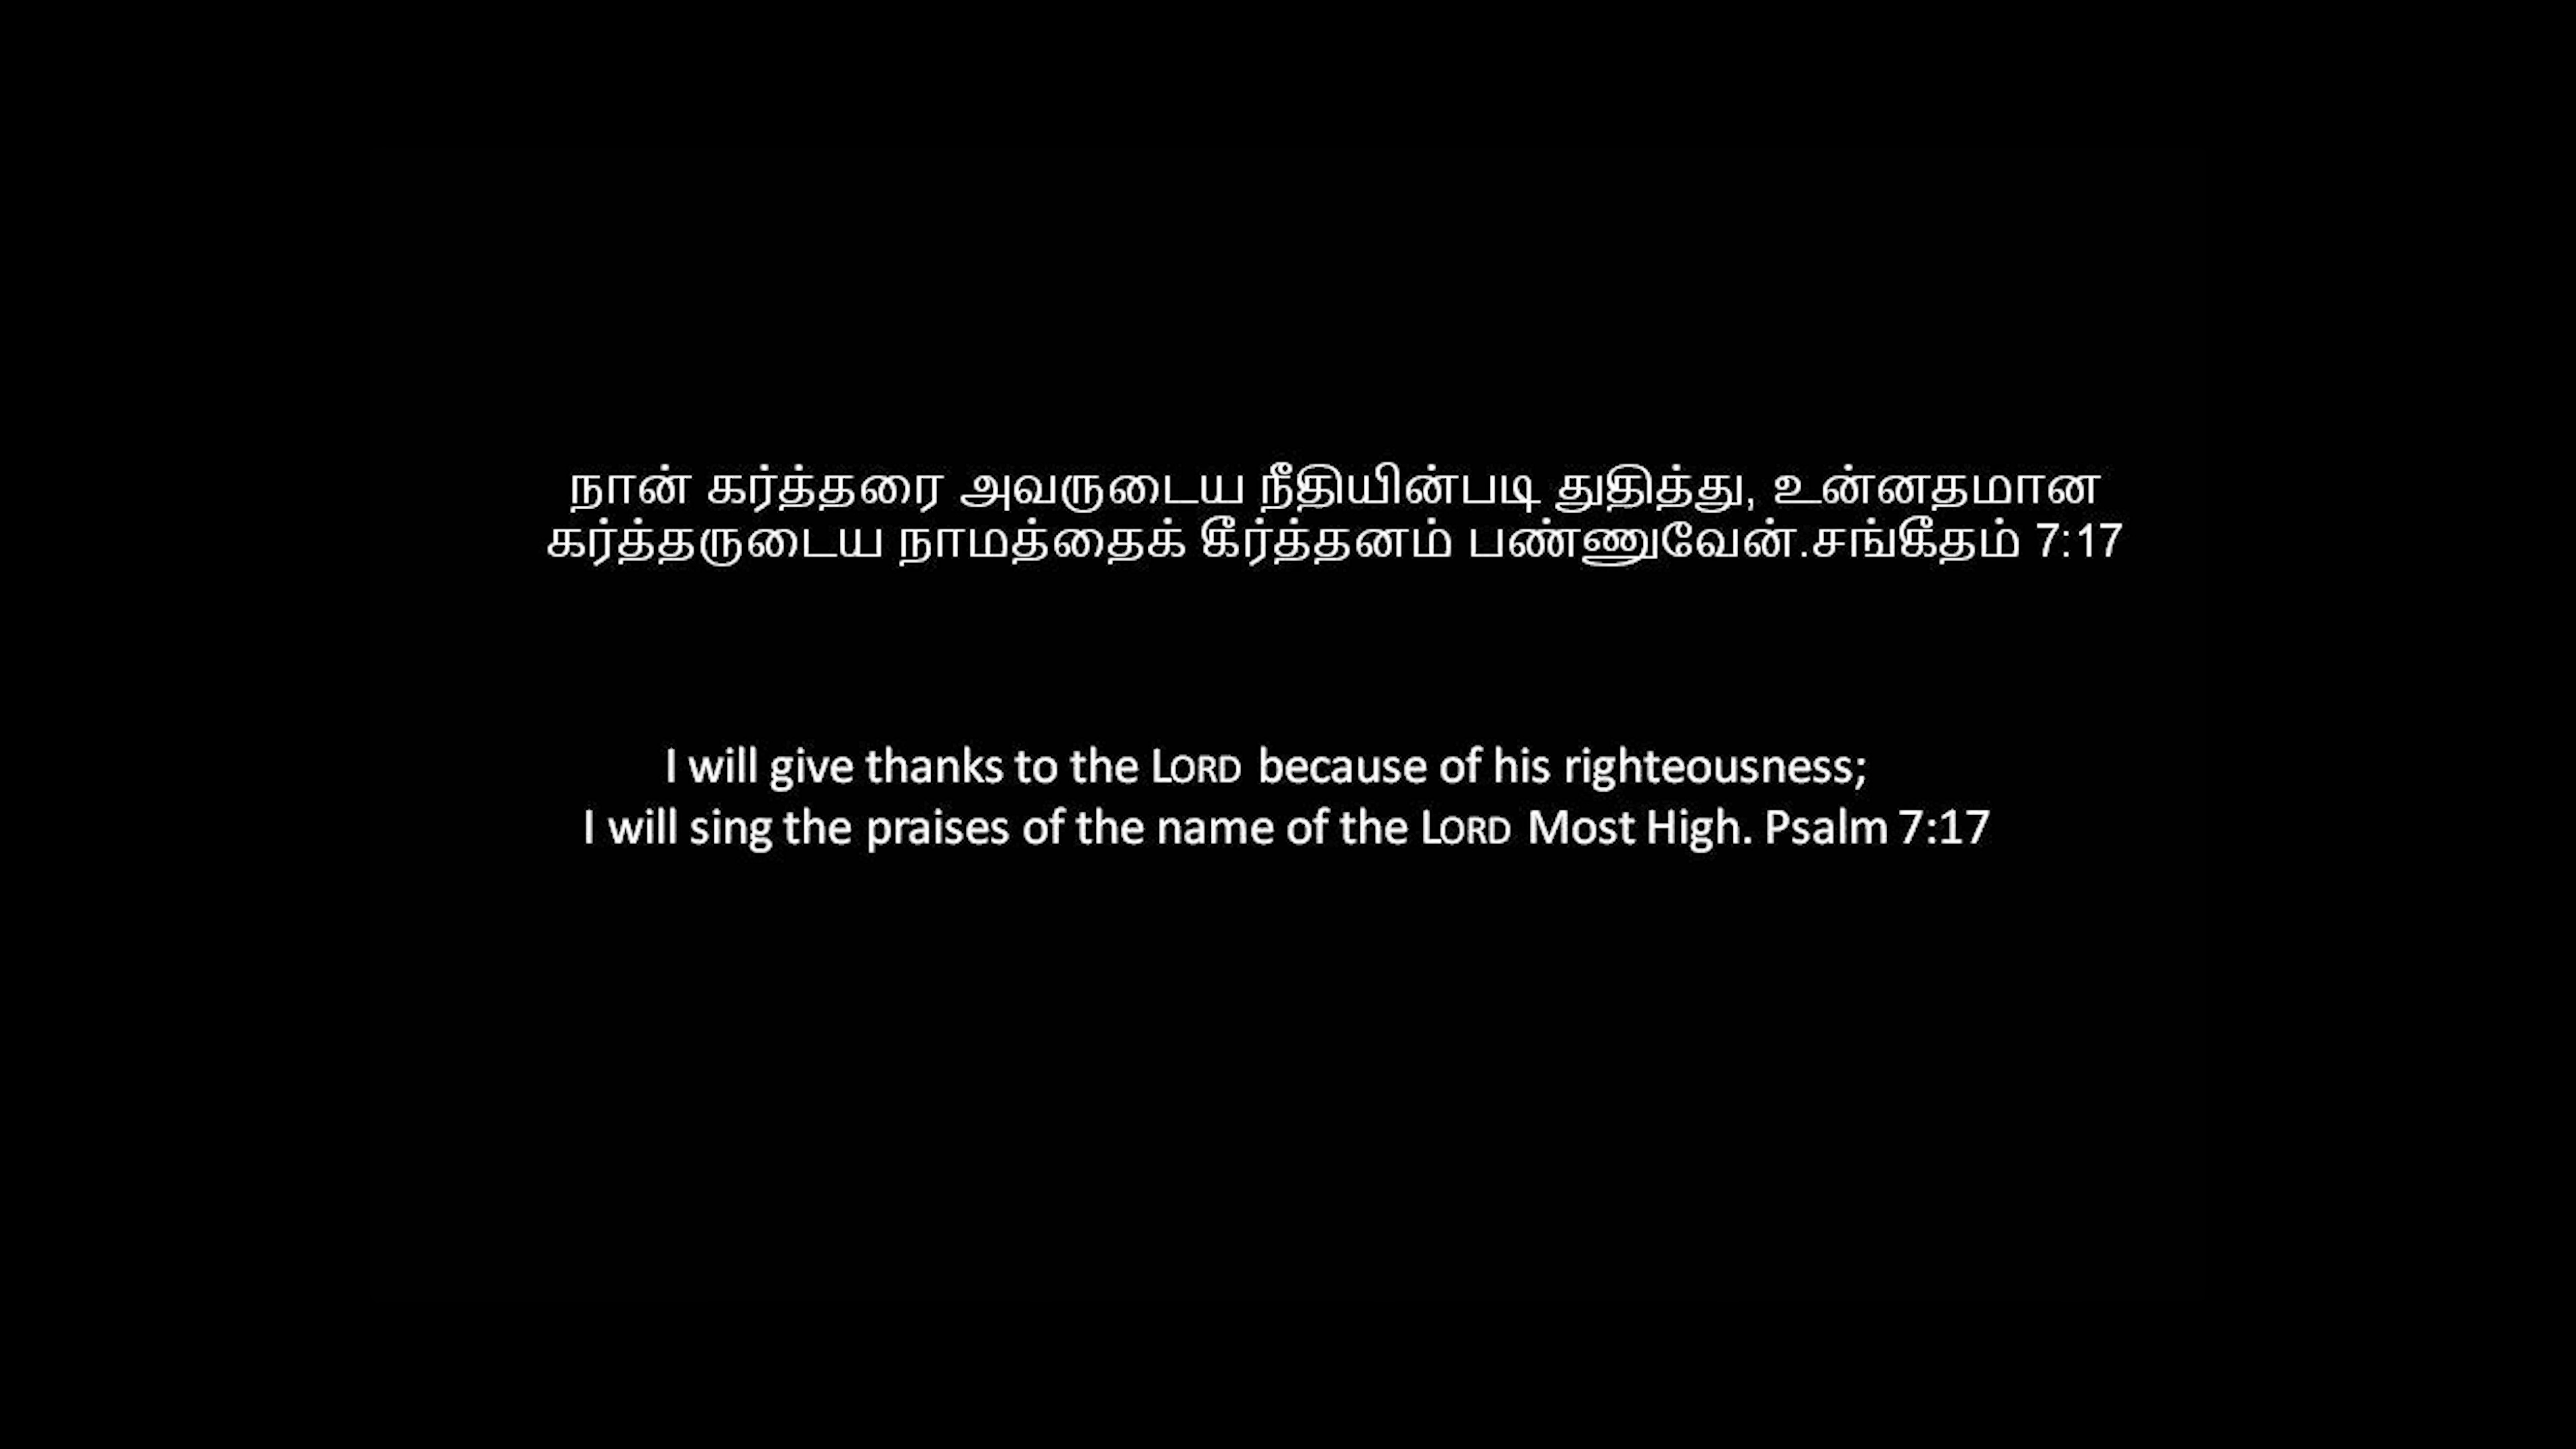 நான் கர்த்தரை அவருடைய நீதியின்படி துதித்து, உன்னதமான
கர்த்தருடைய நாமத்தைக் கீர்த்தனம் பண்ணுவேன்.சங்கீதம் 7:17
I will give thanks to the LORD because of his righteousness;
I will sing the praises of the name of the LORD Most High. Psalm 7:17